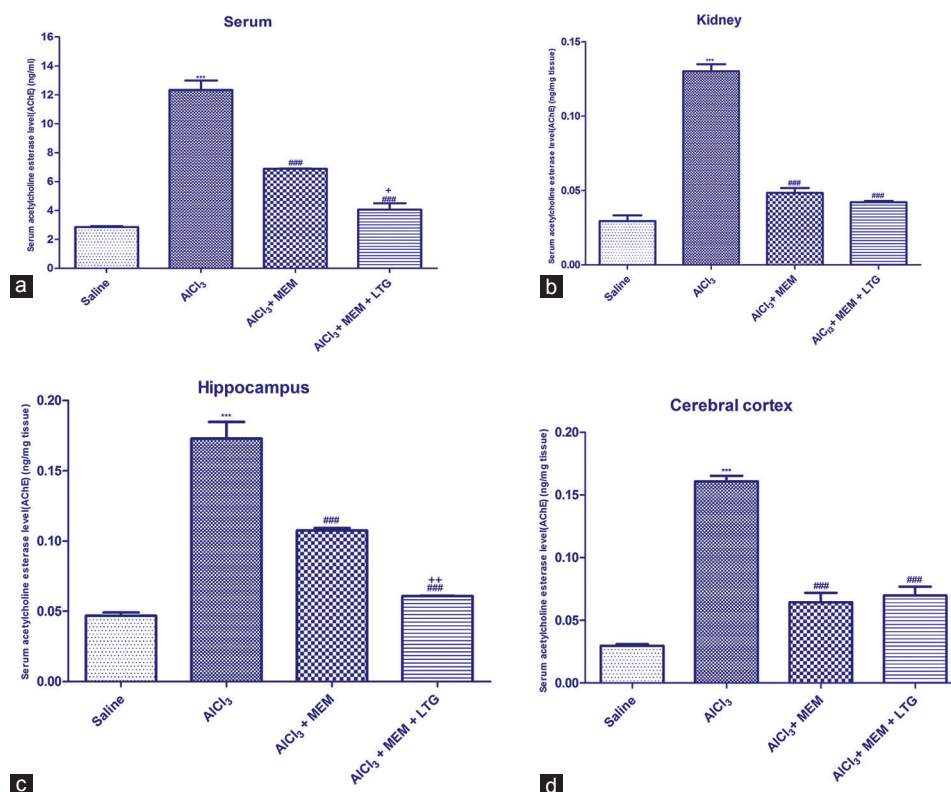 Serum
Serum acetylcholine esterase level(AChE) (ng/ml)
16
14
12
10
8
6
4
2
0
***
###
+
###
Saline
AlCl₃
AlCl₃+ MEM
AlCl₃+ MEM + LTG
a
Kidney
Serum acetylcholine esterase level(AChE) (ng/mg tissue)
0.15
0.10
0.05
0.00
***
###
###
Saline
AlCl₃
AlCl₃+ MEM
AlC₁₃+ MEM + LTG
b
Hippocampus
Serum acetylcholine esterase level(AChE) (ng/mg tissue)
0.20
0.15
0.10
0.05
0.00
***
###
++
###
Saline
AlCl₃
AlCl₃ + MEM
AlCl₃ + MEM + LTG
c
Cerebral cortex
Serum acetylcholine esterase level(AChE) (ng/mg tissue)
0.20
0.15
0.10
0.05
0.00
***
###
###
Saline
AlCl₃
AlCl₃+ MEM
AlCl₃+ MEM + LTG
d